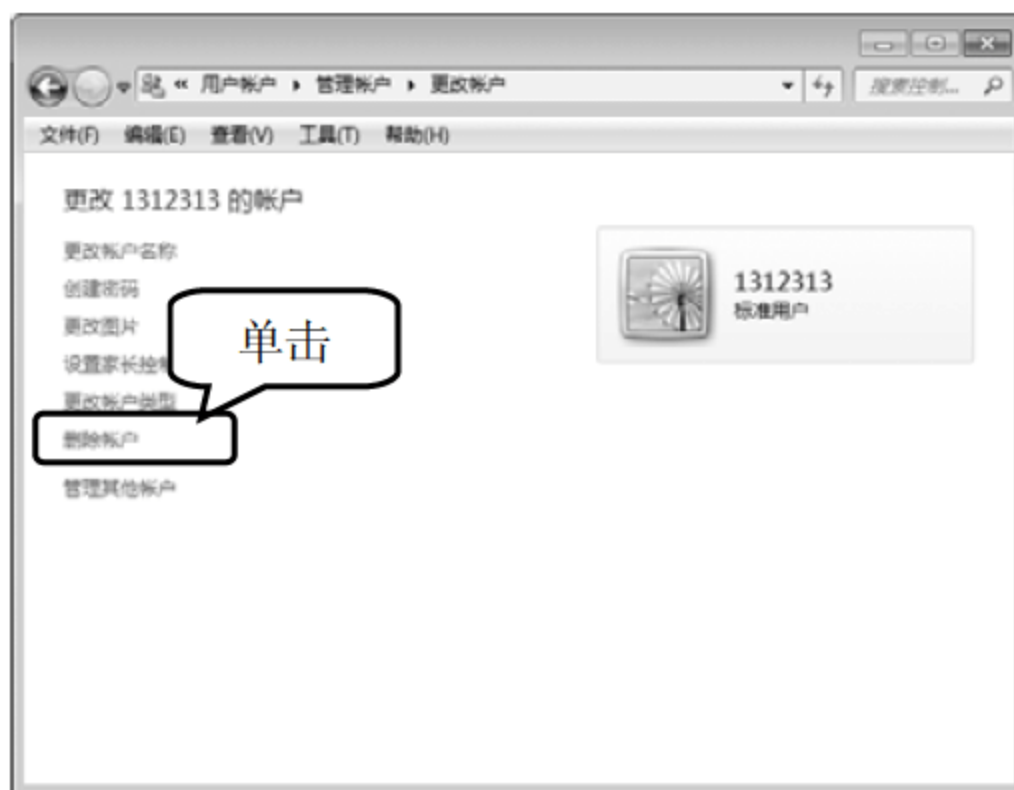 « 用户帐户 ▸ 管理帐户 ▸ 更改帐户
搜索控制...
文件(F) 编辑(E) 查看(V) 工具(T) 帮助(H)
更改 1312313 的帐户
更改帐户名称
创建密码
更改图片
设置家长控制
更改帐户类型
删除帐户
管理其他帐户
单击
1312313
标准用户